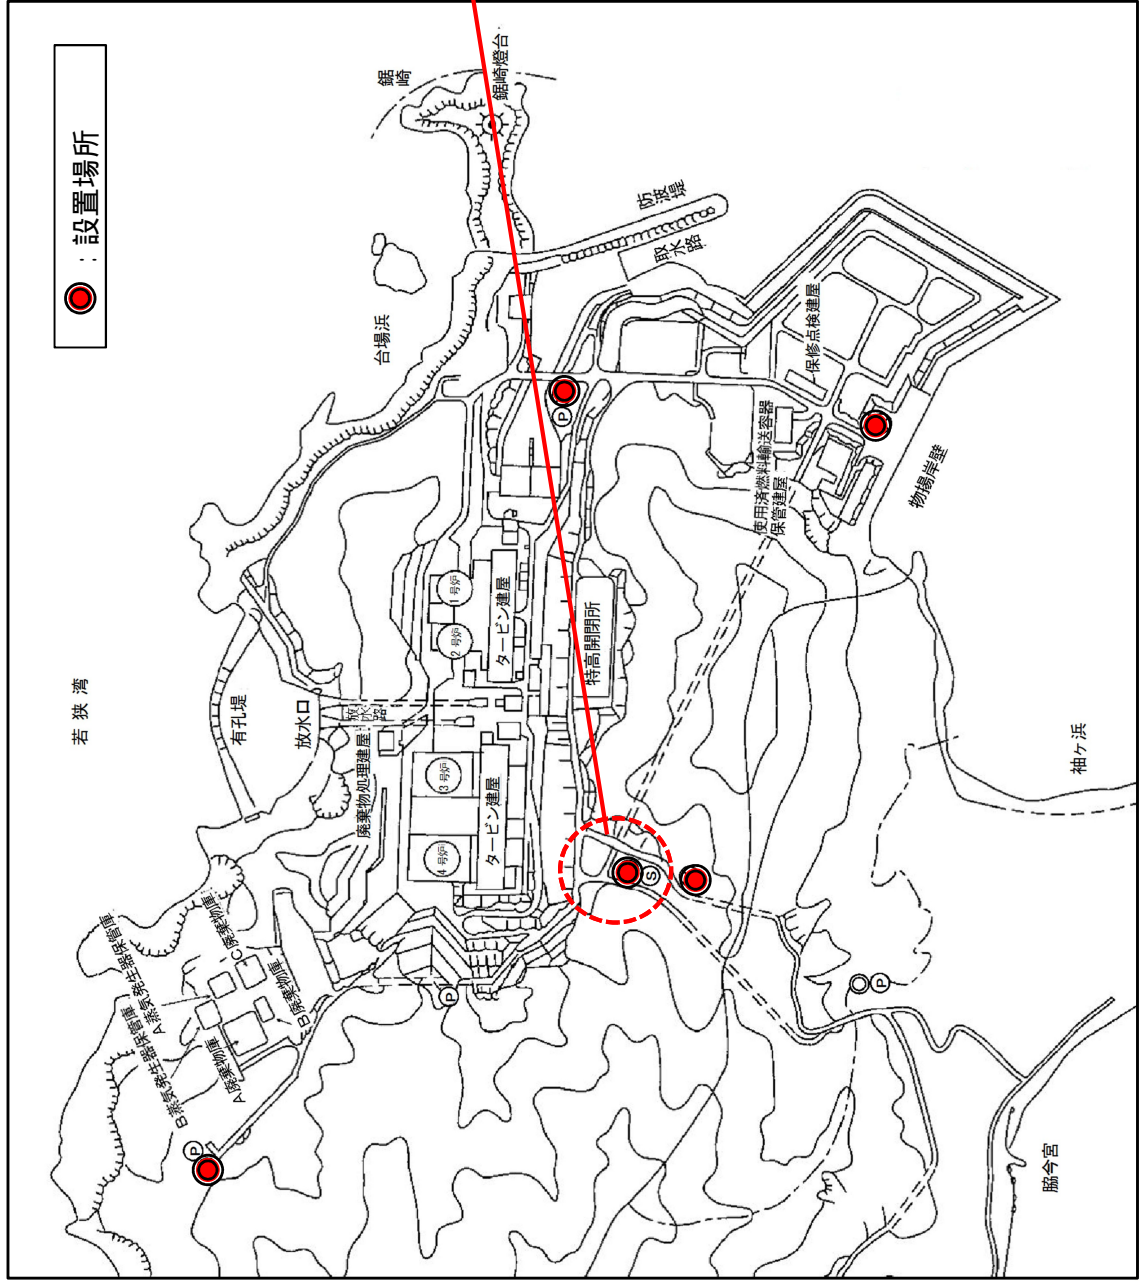 ：設置場所
鋸崎
鋸崎燈台
防波堤
取水路
台場浜
若狭湾
有孔堤
放水口
放水路
廃棄物処理建屋
1号炉
2号炉
3号炉
4号炉
タービン建屋
タービン建屋
特高開閉所
保修点検建屋
使用済燃料輸送容器
保管建屋
物揚岸壁
袖ヶ浜
脇今宮
A蒸気発生器保管庫
B蒸気発生器保管庫
C廃棄物庫
B廃棄物庫
A廃棄物庫
P
P
P
P
S